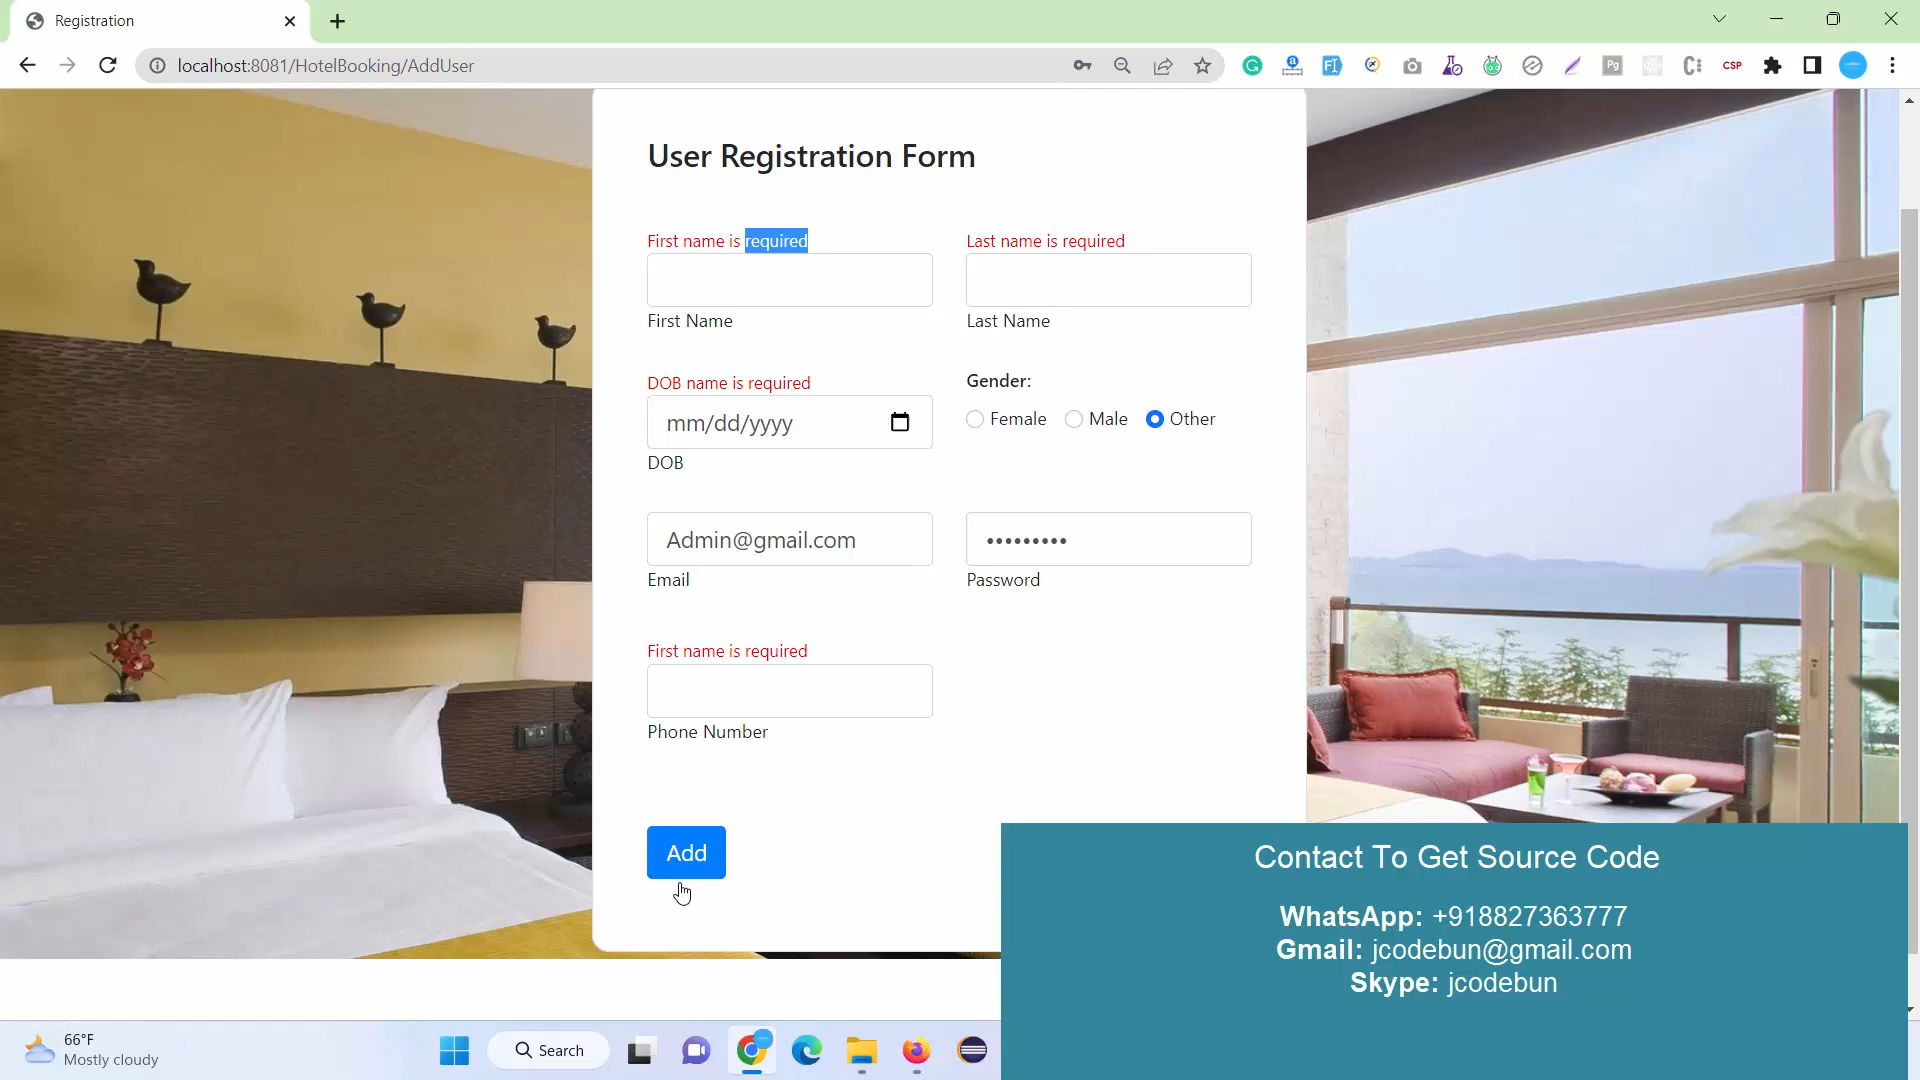 Registration
localhost:8081/HotelBooking/AddUser
CSP
User Registration Form
First name is required
Last name is required
First Name
Last Name
DOB name is required
Gender:
mm/dd/yyyy
Female
Male
Other
DOB
Admin@gmail.com
Email
Password
First name is required
Phone Number
Add
Contact To Get Source Code
WhatsApp: +918827363777
Gmail: jcodebun@gmail.com
Skype: jcodebun
66°F
Mostly cloudy
Search